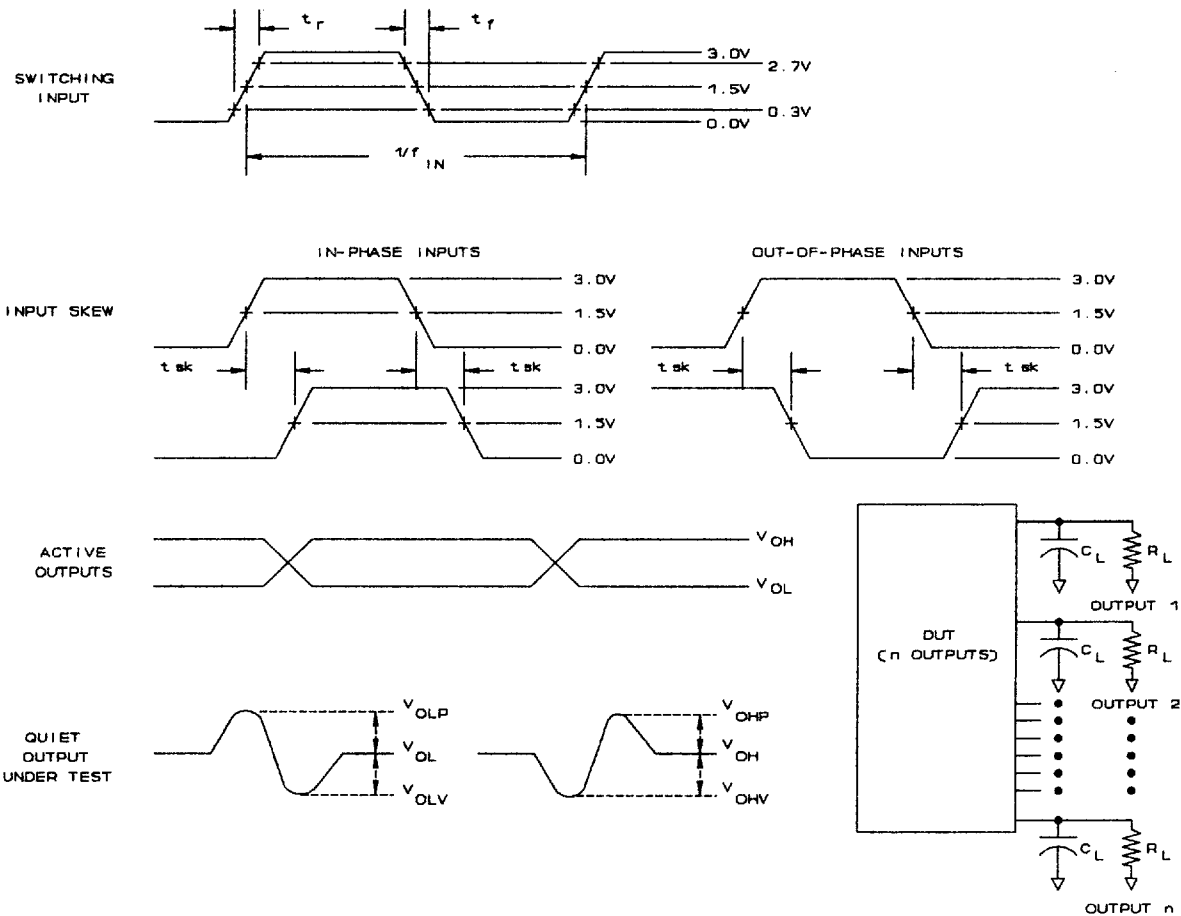 t r
t f
SWITCHING
INPUT
3.0V
2.7V
1.5V
0.3V
0.0V
1/f IN
IN-PHASE INPUTS
OUT-OF-PHASE INPUTS
INPUT SKEW
3.0V
1.5V
0.0V
t sk
t sk
3.0V
1.5V
0.0V
3.0V
1.5V
0.0V
t sk
t sk
3.0V
1.5V
0.0V
ACTIVE
OUTPUTS
V OH
V OL
DUT
(n OUTPUTS)
C L
R L
OUTPUT 1
C L
R L
OUTPUT 2
C L
R L
OUTPUT n
QUIET
OUTPUT
UNDER TEST
V OLP
V OL
V OLV
V OHP
V OH
V OHV